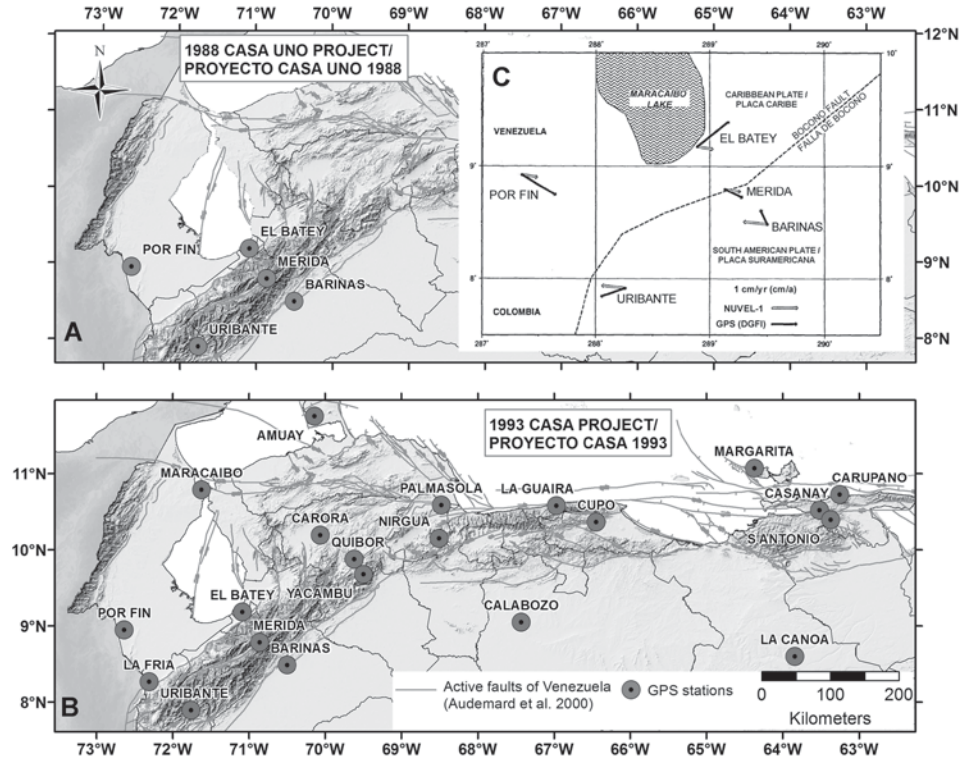 73°W 72°W 71°W 70°W 69°W 68°W 67°W 66°W 65°W 64°W 63°W
N
1988 CASA UNO PROJECT/
PROYECTO CASA UNO 1988
POR FIN
EL BATEY
MERIDA
BARINAS
URIBANTE
A
287° 288° 289° 290°
10°
C
MARACAIBO
LAKE
CARIBBEAN PLATE /
PLACA CARIBE
BOCONO FAULT
FALLA DE BOCONO
VENEZUELA
EL BATEY
9° 9°
POR FIN
MERIDA
BARINAS
SOUTH AMERICAN PLATE /
PLACA SURAMERICANA
8° 8°
1 cm/yr (cm/a)
URIBANTE
NUVEL-1
COLOMBIA
GPS (DGFI)
287° 288° 289° 290°
12°N
11°N
10°N
9°N
8°N
1993 CASA PROJECT/
PROYECTO CASA 1993
AMUAY
MARACAIBO
MARGARITA
CARUPANO
CASANAY
PALMASOLA
LA GUAIRA
CUPO
CARORA
NIRGUA
QUIBOR
S ANTONIO
EL BATEY
YACAMBU
CALABOZO
POR FIN
MERIDA
BARINAS
LA CANOA
LA FRIA
URIBANTE
11°N
10°N
9°N
8°N
B
Active faults of Venezuela
(Audemard et al. 2000)
GPS stations
0 100 200
Kilometers
73°W 72°W 71°W 70°W 69°W 68°W 67°W 66°W 65°W 64°W 63°W